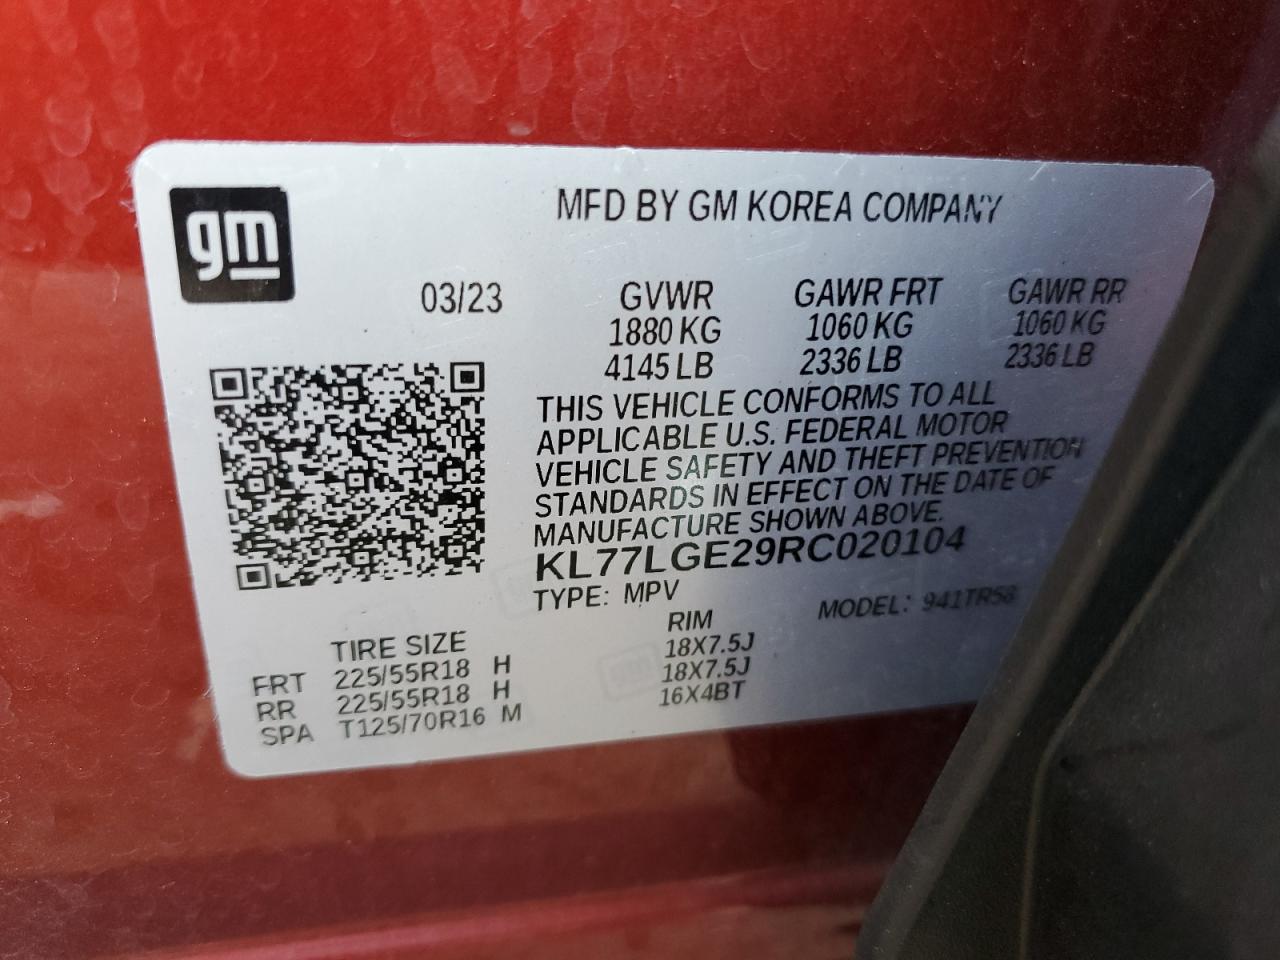 gm
MFD BY GM KOREA COMPANY
03/23 GVWR GAWR FRT GAWR RR
1880 KG 1060 KG 1060 KG
4145 LB 2336 LB 2336 LB
THIS VEHICLE CONFORMS TO ALL
APPLICABLE U.S. FEDERAL MOTOR
VEHICLE SAFETY AND THEFT PREVENTION
STANDARDS IN EFFECT ON THE DATE OF
MANUFACTURE SHOWN ABOVE.
KL77LGE29RC020104
TYPE: MPV MODEL: 941TR58
TIRE SIZE RIM
FRT 225/55R18 H 18X7.5J
RR 225/55R18 H 18X7.5J
SPA T125/70R16 M 16X4BT